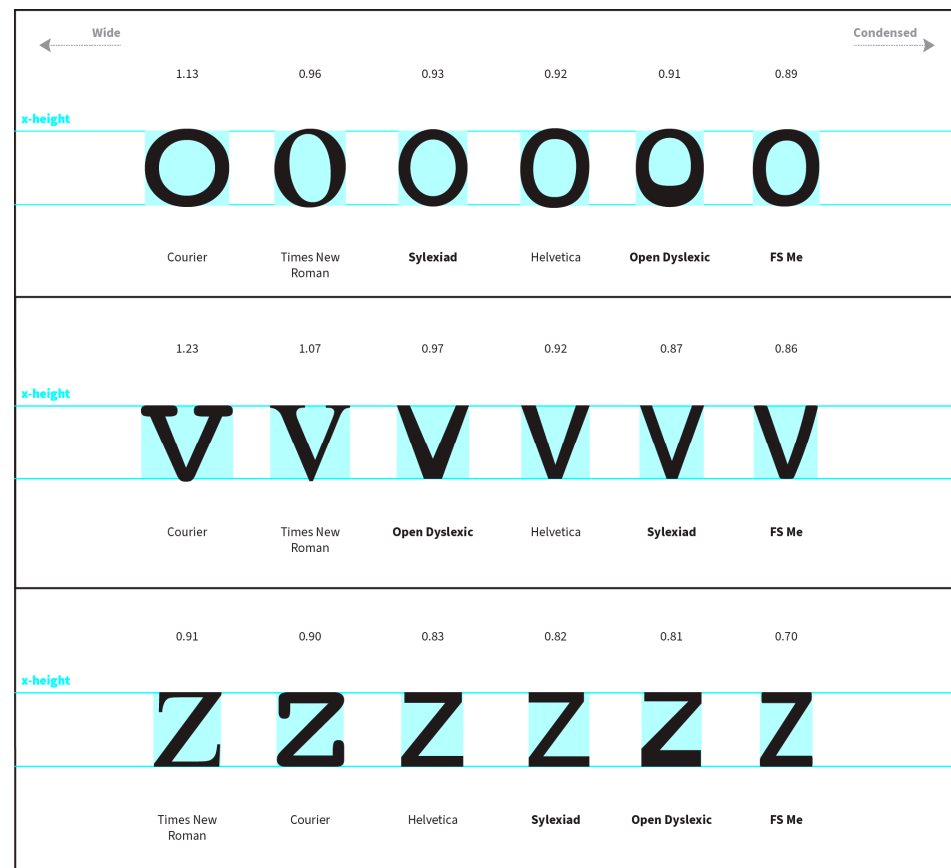 Wide Condensed
1.13 0.96 0.93 0.92 0.91 0.89
x-height
o o o o o o
Courier Times New Sylexiad Helvetica Open Dyslexic FS Me
Roman
1.23 1.07 0.97 0.92 0.87 0.86
x-height
v v v v v v
Courier Times New Open Dyslexic Helvetica Sylexiad FS Me
Roman
0.91 0.90 0.83 0.82 0.81 0.70
x-height
z z z z z z
Times New Courier Helvetica Sylexiad Open Dyslexic FS Me
Roman